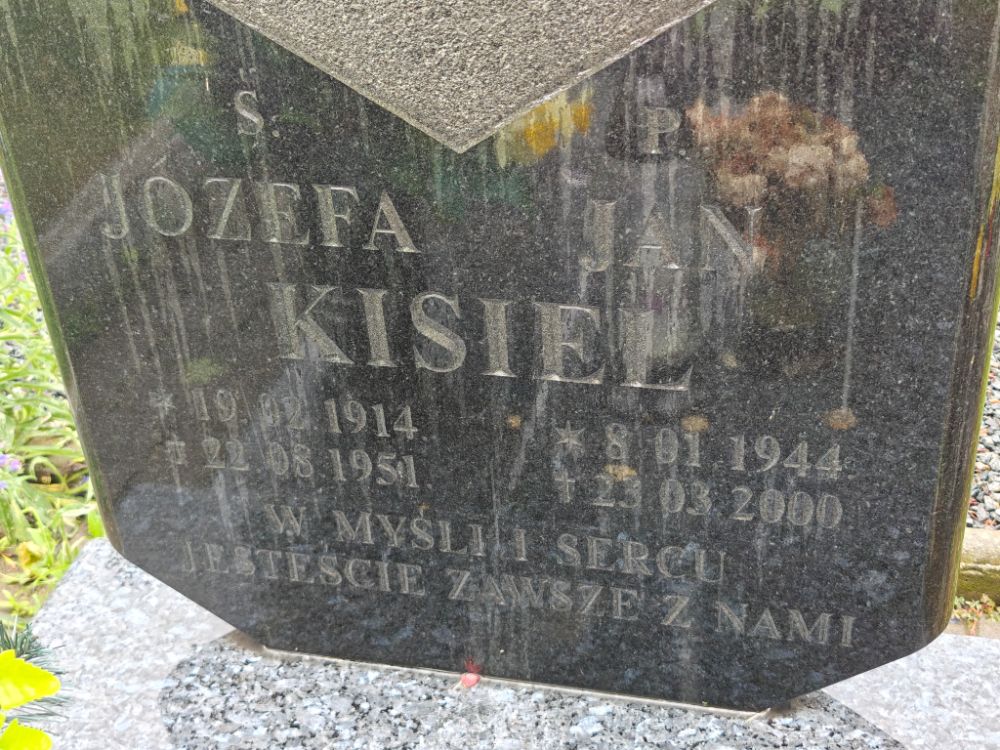 Ś. P.
JÓZEFA JAN
KISIEL
* 19 02 1914 * 8 01 1944
† 22 08 1951 † 23 03 2000
W MYŚLI I SERCU
JESTEŚCIE ZAWSZE Z NAMI